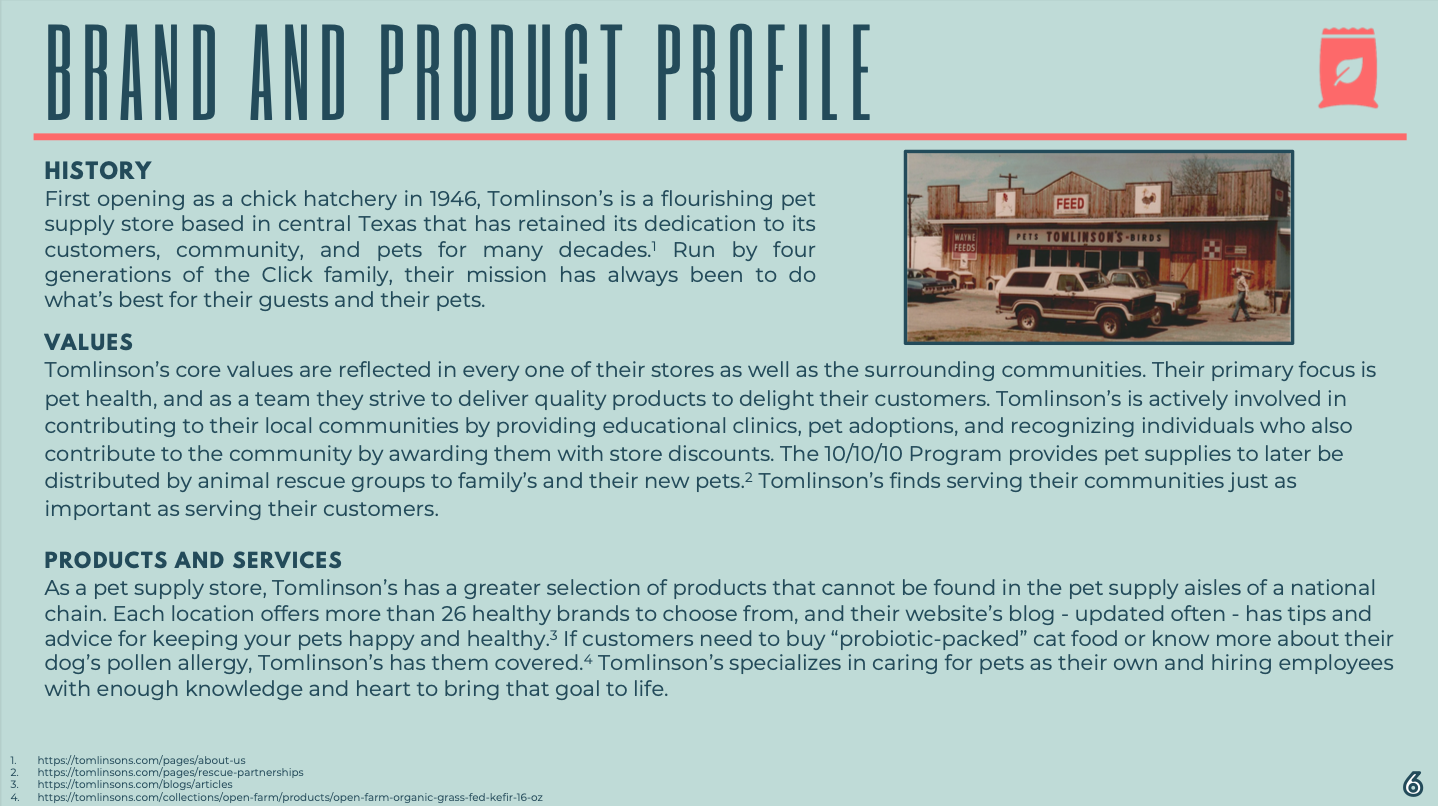 BRAND AND PRODUCT PROFILE
HISTORY
First opening as a chick hatchery in 1946, Tomlinson’s is a flourishing pet
supply store based in central Texas that has retained its dedication to its
customers, community, and pets for many decades.¹ Run by four
generations of the Click family, their mission has always been to do
what’s best for their guests and their pets.
FEED
WAYNE
FEEDS
PETS TOMLINSON'S - BIRDS
VALUES
Tomlinson’s core values are reflected in every one of their stores as well as the surrounding communities. Their primary focus is
pet health, and as a team they strive to deliver quality products to delight their customers. Tomlinson’s is actively involved in
contributing to their local communities by providing educational clinics, pet adoptions, and recognizing individuals who also
contribute to the community by awarding them with store discounts. The 10/10/10 Program provides pet supplies to later be
distributed by animal rescue groups to family’s and their new pets.² Tomlinson’s finds serving their communities just as
important as serving their customers.
PRODUCTS AND SERVICES
As a pet supply store, Tomlinson’s has a greater selection of products that cannot be found in the pet supply aisles of a national
chain. Each location offers more than 26 healthy brands to choose from, and their website’s blog - updated often - has tips and
advice for keeping your pets happy and healthy.³ If customers need to buy “probiotic-packed” cat food or know more about their
dog’s pollen allergy, Tomlinson’s has them covered.⁴ Tomlinson’s specializes in caring for pets as their own and hiring employees
with enough knowledge and heart to bring that goal to life.
1. https://tomlinsons.com/pages/about-us
2. https://tomlinsons.com/pages/rescue-partnerships
3. https://tomlinsons.com/blogs/articles
4. https://tomlinsons.com/collections/open-farm/products/open-farm-organic-grass-fed-kefir-16-oz
6